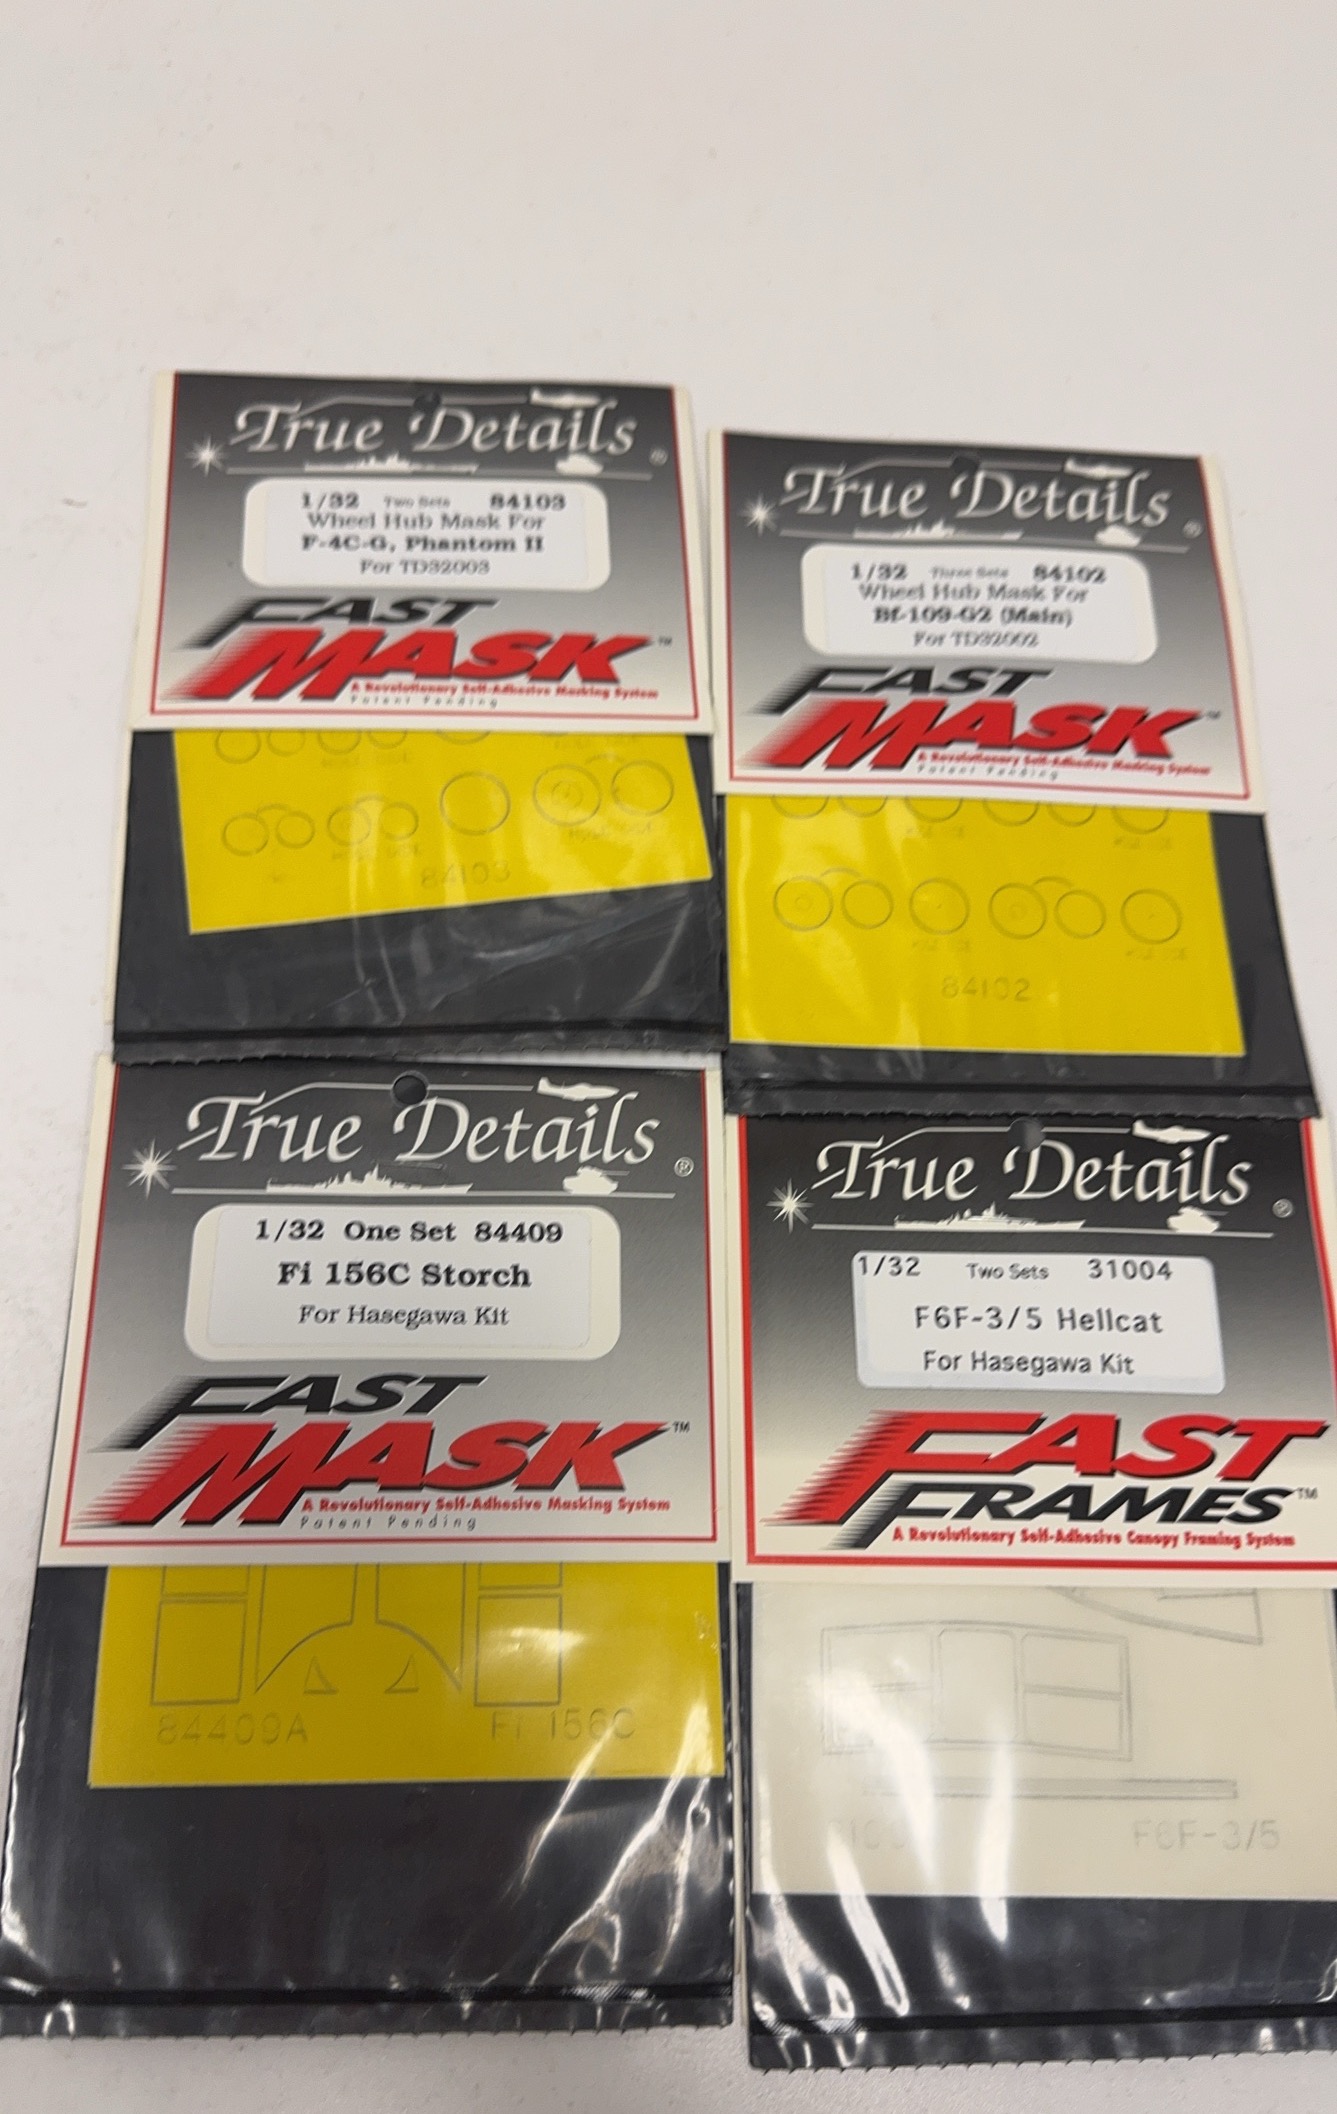 True Details ®
1/32 Two Sets 84103
Wheel Hub Mask For
F-4C-G, Phantom II
For TD32003
FAST
MASK™
A Revolutionary Self-Adhesive Masking System
Patent Pending
84103
True Details ®
1/32 Three Sets 84102
Wheel Hub Mask For
Bf-109-G2 (Main)
For TD32002
FAST
MASK™
A Revolutionary Self-Adhesive Masking System
Patent Pending
84102
True Details ®
1/32 One Set 84409
Fi 156C Storch
For Hasegawa Kit
FAST
MASK™
A Revolutionary Self-Adhesive Masking System
Patent Pending
84409A Fi 156C
True Details ®
1/32 Two Sets 31004
F6F-3/5 Hellcat
For Hasegawa Kit
FAST
FRAMES™
A Revolutionary Self-Adhesive Canopy Framing System
F6F-3/5